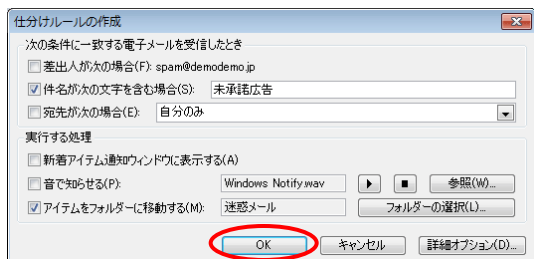 仕分けルールの作成
次の条件に一致する電子メールを受信したとき
差出人が次の場合(F): spam@demodemo.jp
件名が次の文字を含む場合(S): 未承諾広告
宛先が次の場合(E): 自分のみ
実行する処理
新着アイテム通知ウィンドウに表示する(A)
音で知らせる(P): Windows Notify.wav 参照(W)...
アイテムをフォルダーに移動する(M): 迷惑メール フォルダーの選択(L)...
OK キャンセル 詳細オプション(D)...